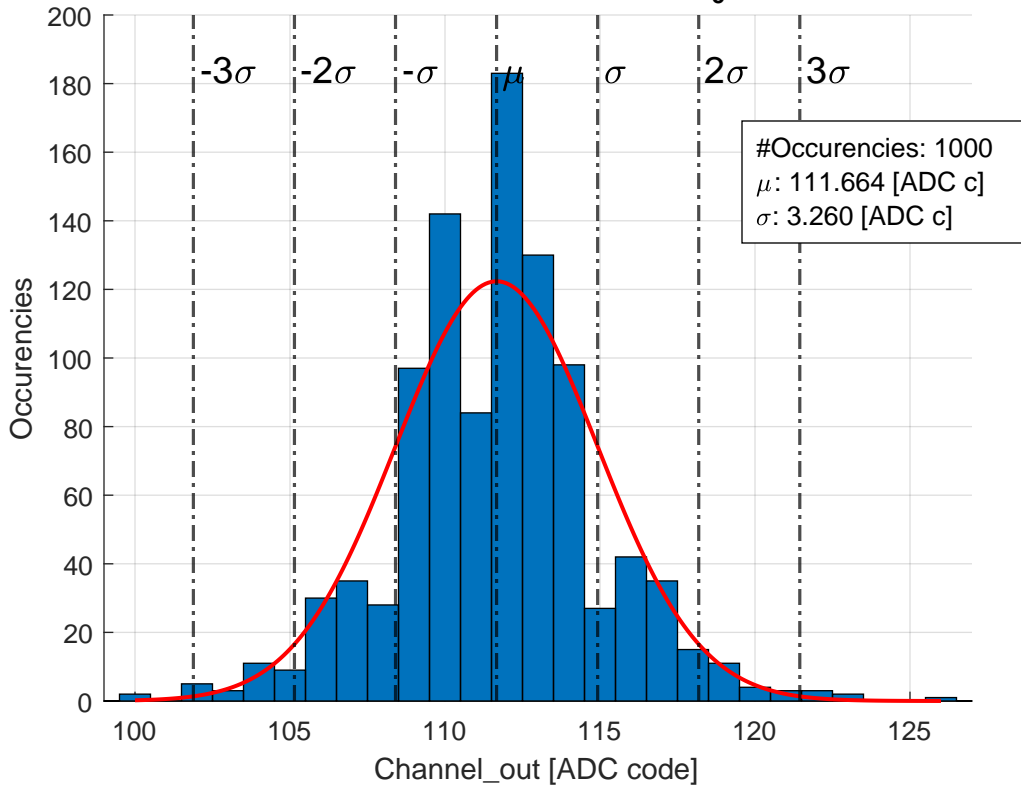 200
180
160
140
120
100
80
60
40
20
0
Occurencies
-3σ
-2σ
-σ
μ
σ
2σ
3σ
#Occurencies: 1000
μ: 111.664 [ADC c]
σ: 3.260 [ADC c]
100
105
110
115
120
125
Channel_out [ADC code]